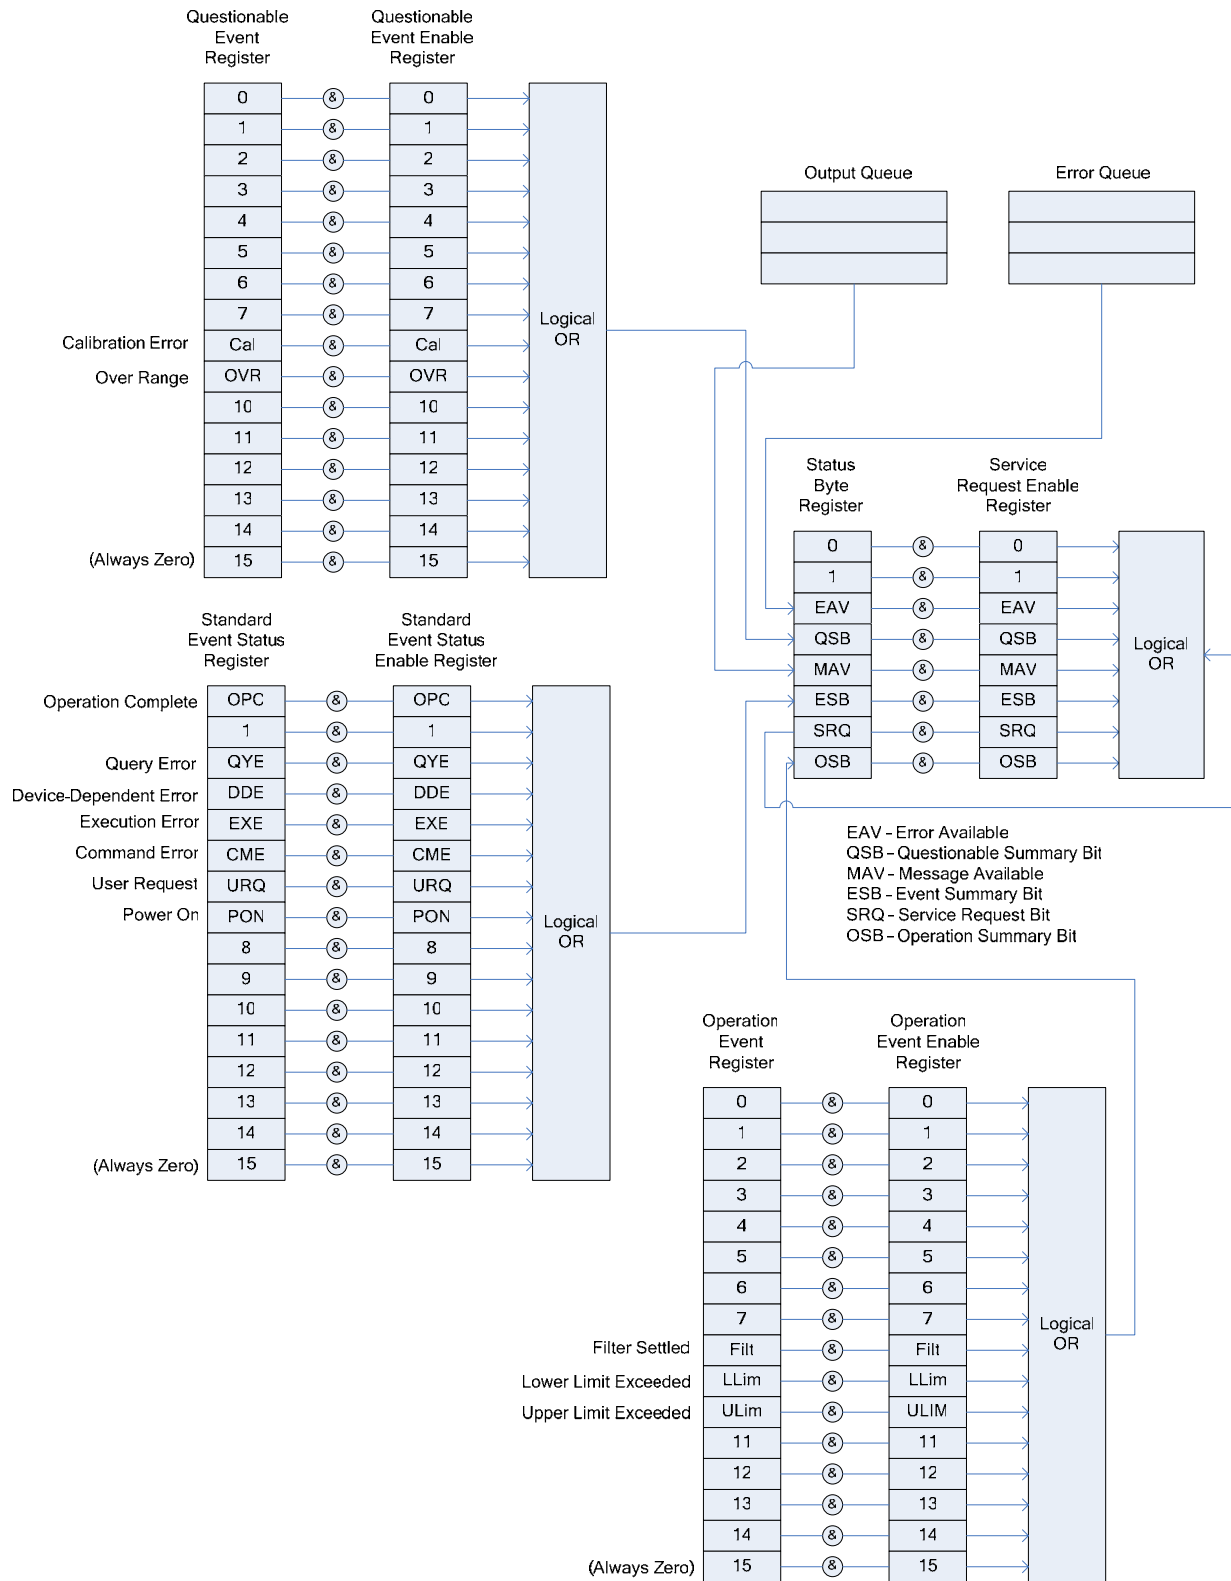 Questionable
Event
Register
Questionable
Event Enable
Register
0 & 0
1 & 1
2 & 2
3 & 3
4 & 4
5 & 5
6 & 6
7 & 7
Calibration Error Cal & Cal
Over Range OVR & OVR
10 & 10
11 & 11
12 & 12
13 & 13
14 & 14
(Always Zero) 15 & 15
Logical
OR
Output Queue
Error Queue
Status
Byte
Register
Service
Request Enable
Register
0 & 0
1 & 1
EAV & EAV
QSB & QSB
MAV & MAV
ESB & ESB
SRQ & SRQ
OSB & OSB
Logical
OR
EAV - Error Available
QSB - Questionable Summary Bit
MAV - Message Available
ESB - Event Summary Bit
SRQ - Service Request Bit
OSB - Operation Summary Bit
Standard
Event Status
Register
Standard
Event Status
Enable Register
Operation Complete OPC & OPC
1 & 1
Query Error QYE & QYE
Device-Dependent Error DDE & DDE
Execution Error EXE & EXE
Command Error CME & CME
User Request URQ & URQ
Power On PON & PON
8 & 8
9 & 9
10 & 10
11 & 11
12 & 12
13 & 13
14 & 14
(Always Zero) 15 & 15
Logical
OR
Operation
Event
Register
Operation
Event Enable
Register
0 & 0
1 & 1
2 & 2
3 & 3
4 & 4
5 & 5
6 & 6
7 & 7
Filter Settled Filt & Filt
Lower Limit Exceeded LLim & LLim
Upper Limit Exceeded ULim & ULIM
11 & 11
12 & 12
13 & 13
14 & 14
(Always Zero) 15 & 15
Logical
OR